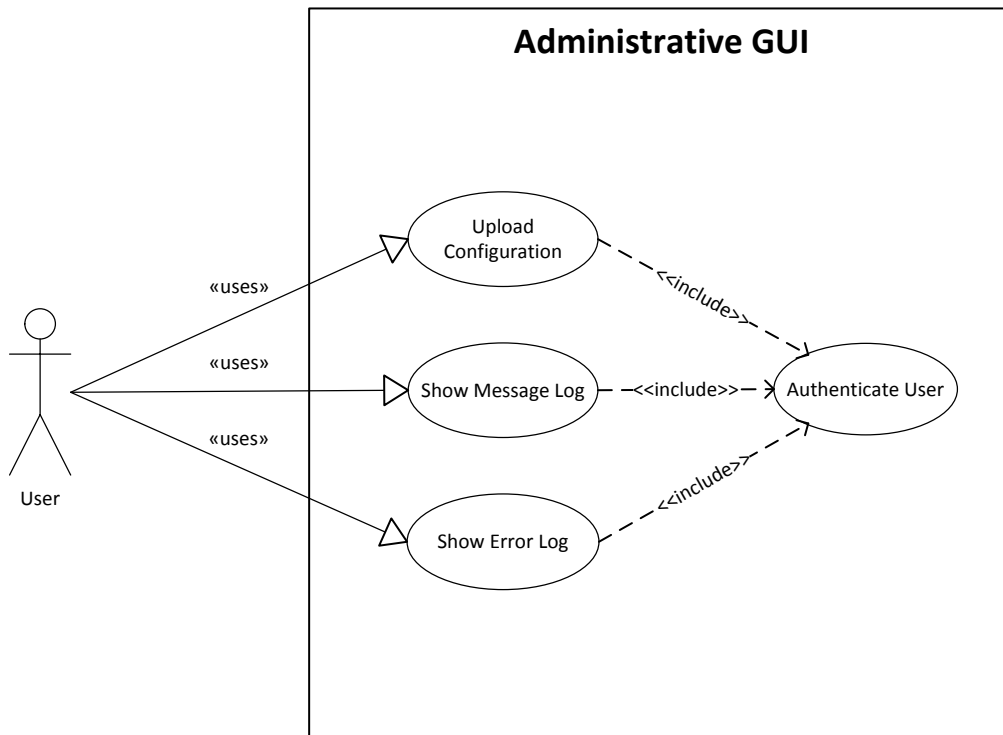 Administrative GUI
Upload
Configuration
«uses»
<<include>>
«uses»
Show Message Log
<<include>>
Authenticate User
«uses»
<<include>>
User
Show Error Log